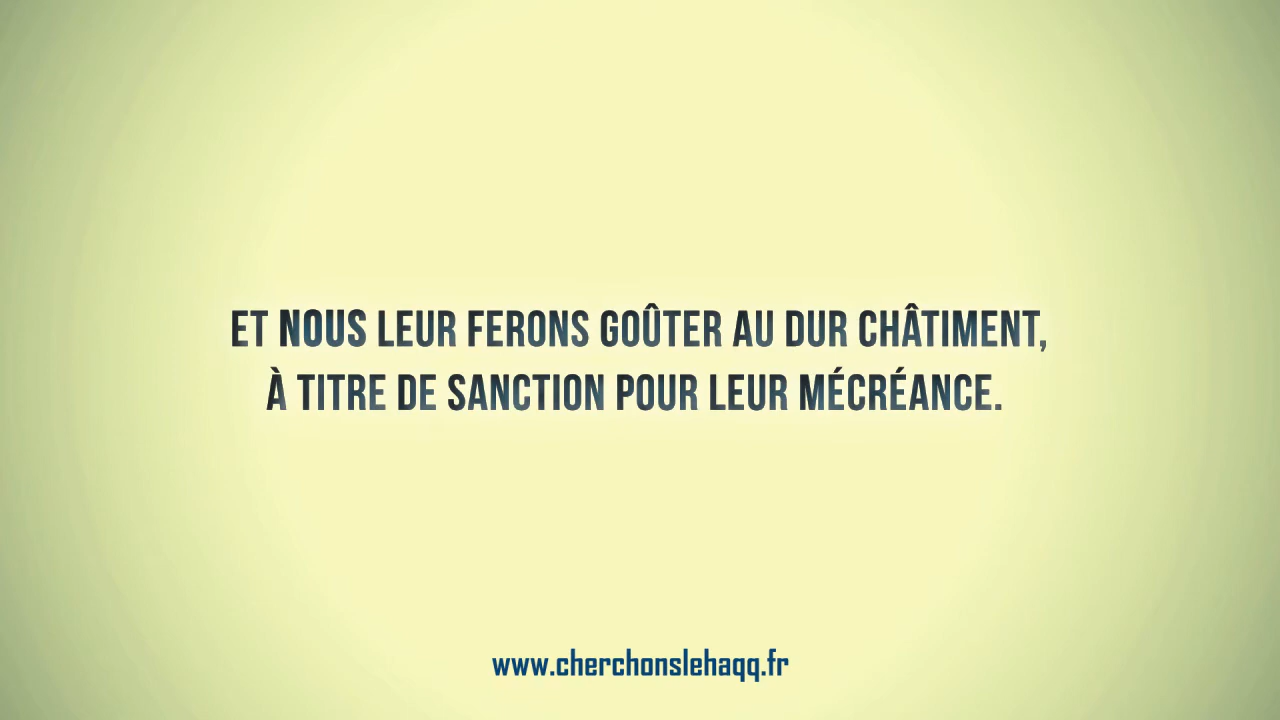 ET NOUS LEUR FERONS GOÛTER AU DUR CHÂTIMENT,
À TITRE DE SANCTION POUR LEUR MÉCRÉANCE.
www.cherchonslehaqq.fr